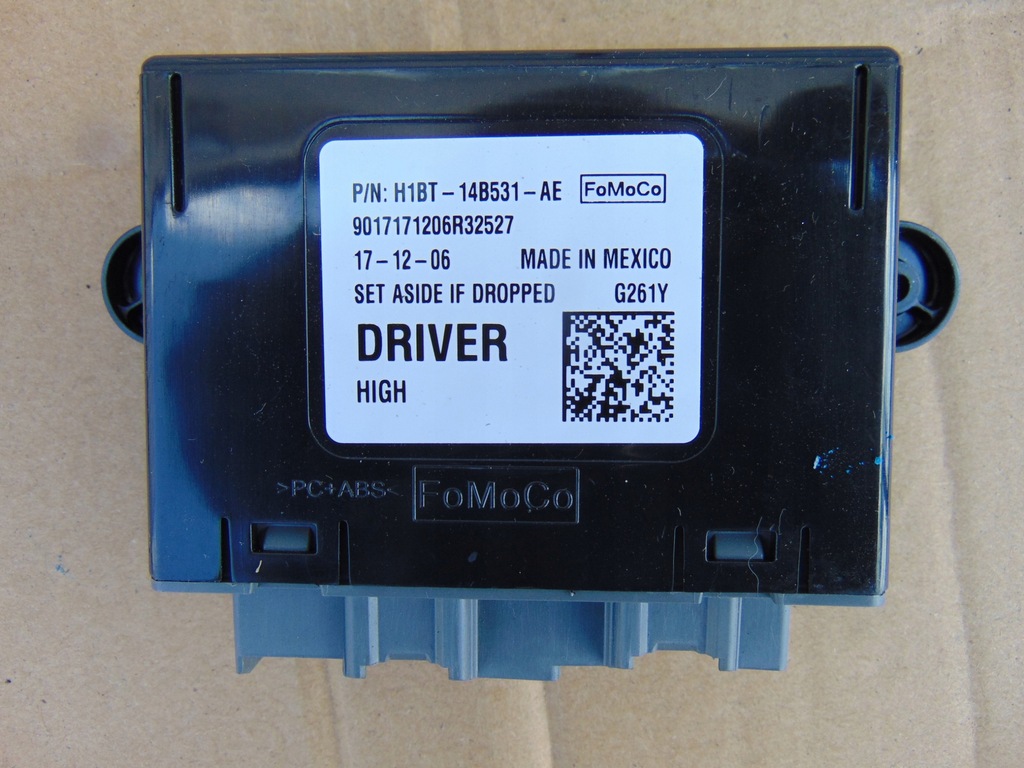 P/N: H1BT-14B531-AE FoMoCo
9017171206R32527
17-12-06 MADE IN MEXICO
SET ASIDE IF DROPPED G261Y
DRIVER
HIGH
>PC+ABS< FoMoCo